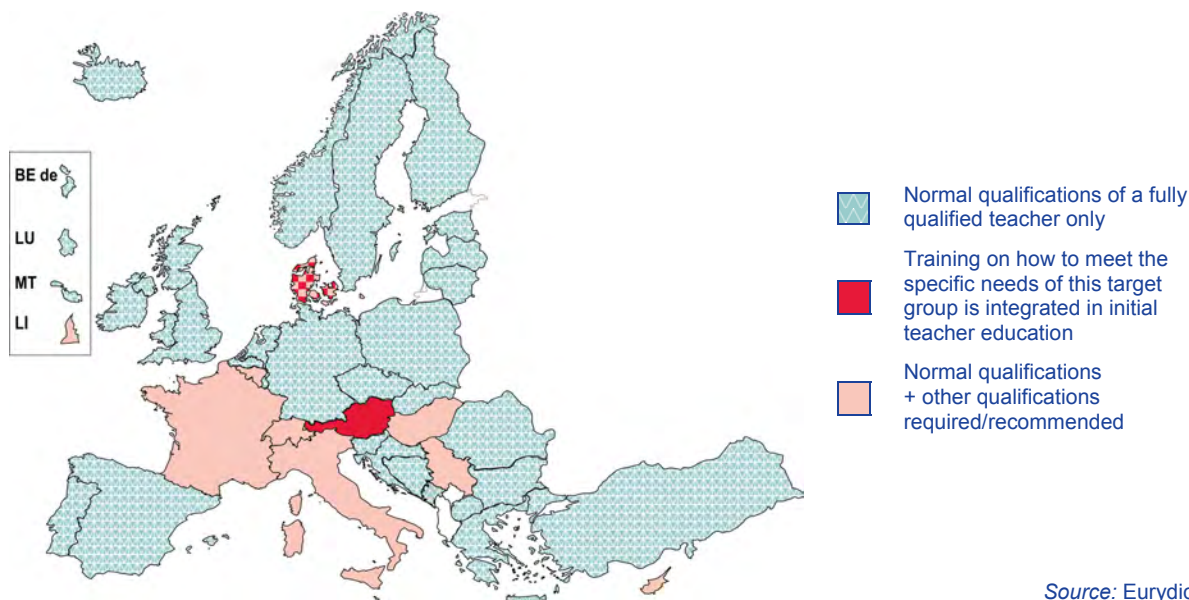 BE de
LU
MT
LI
Normal qualifications of a fully
qualified teacher only
Training on how to meet the
specific needs of this target
group is integrated in initial
teacher education
Normal qualifications
+ other qualifications
required/recommended
Source: Eurydic